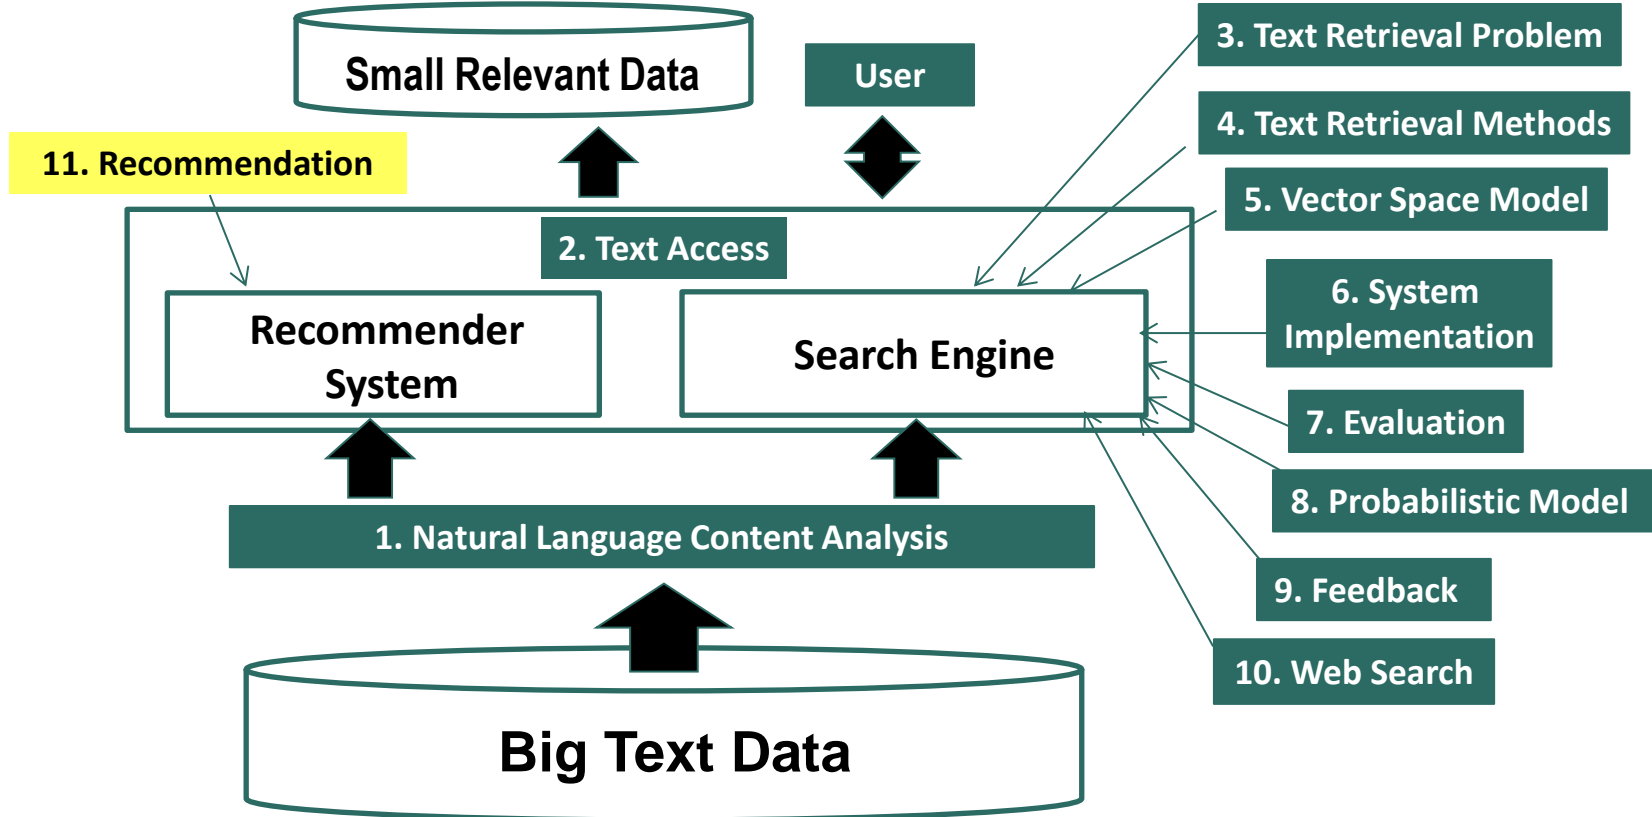 Small Relevant Data
User
3. Text Retrieval Problem
4. Text Retrieval Methods
11. Recommendation
5. Vector Space Model
2. Text Access
6. System
Implementation
Recommender
System
Search Engine
7. Evaluation
8. Probabilistic Model
1. Natural Language Content Analysis
9. Feedback
10. Web Search
Big Text Data